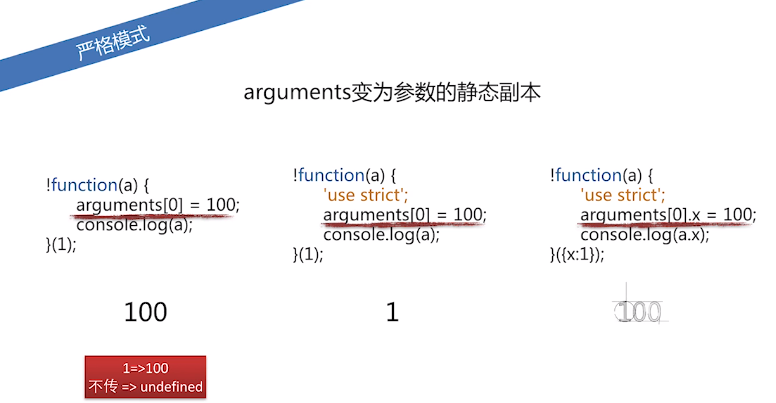 严格模式
arguments变为参数的静态副本
!function(a) {
arguments[0] = 100;
console.log(a);
}(1);
100
1=>100
不传 => undefined
!function(a) {
'use strict';
arguments[0] = 100;
console.log(a);
}(1);
1
!function(a) {
'use strict';
arguments[0].x = 100;
console.log(a.x);
}({x:1});
100